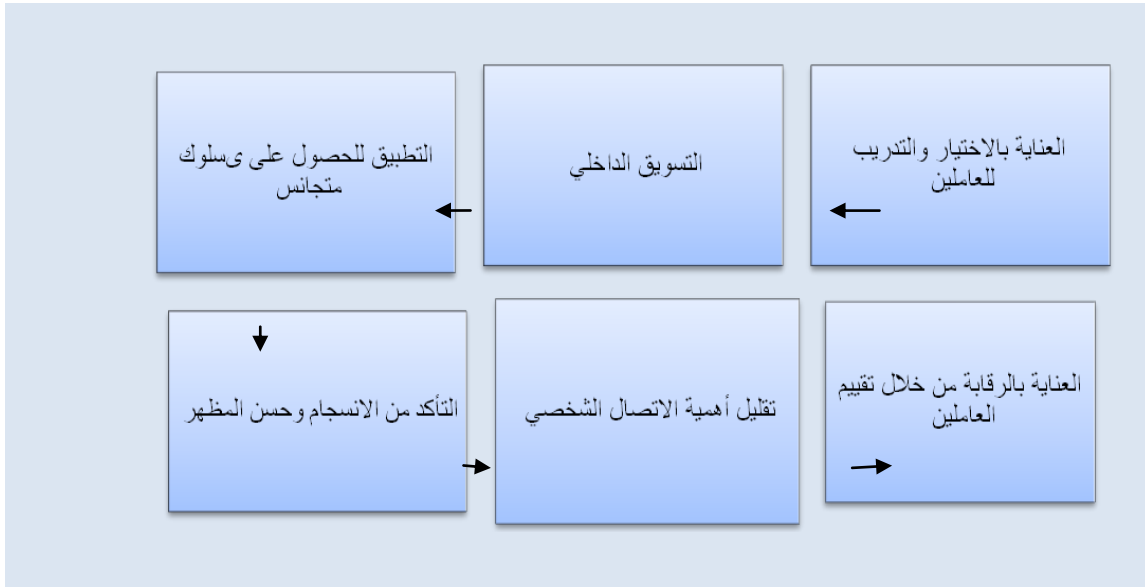 العناية بالاختيار والتدريب
للعاملين
التسويق الداخلي
التطبيق للحصول على ىسلوك
متجانس
التأكد من الانسجام وحسن المظهر
تقليل أهمية الاتصال الشخصي
العناية بالرقابة من خلال تقييم
العاملين